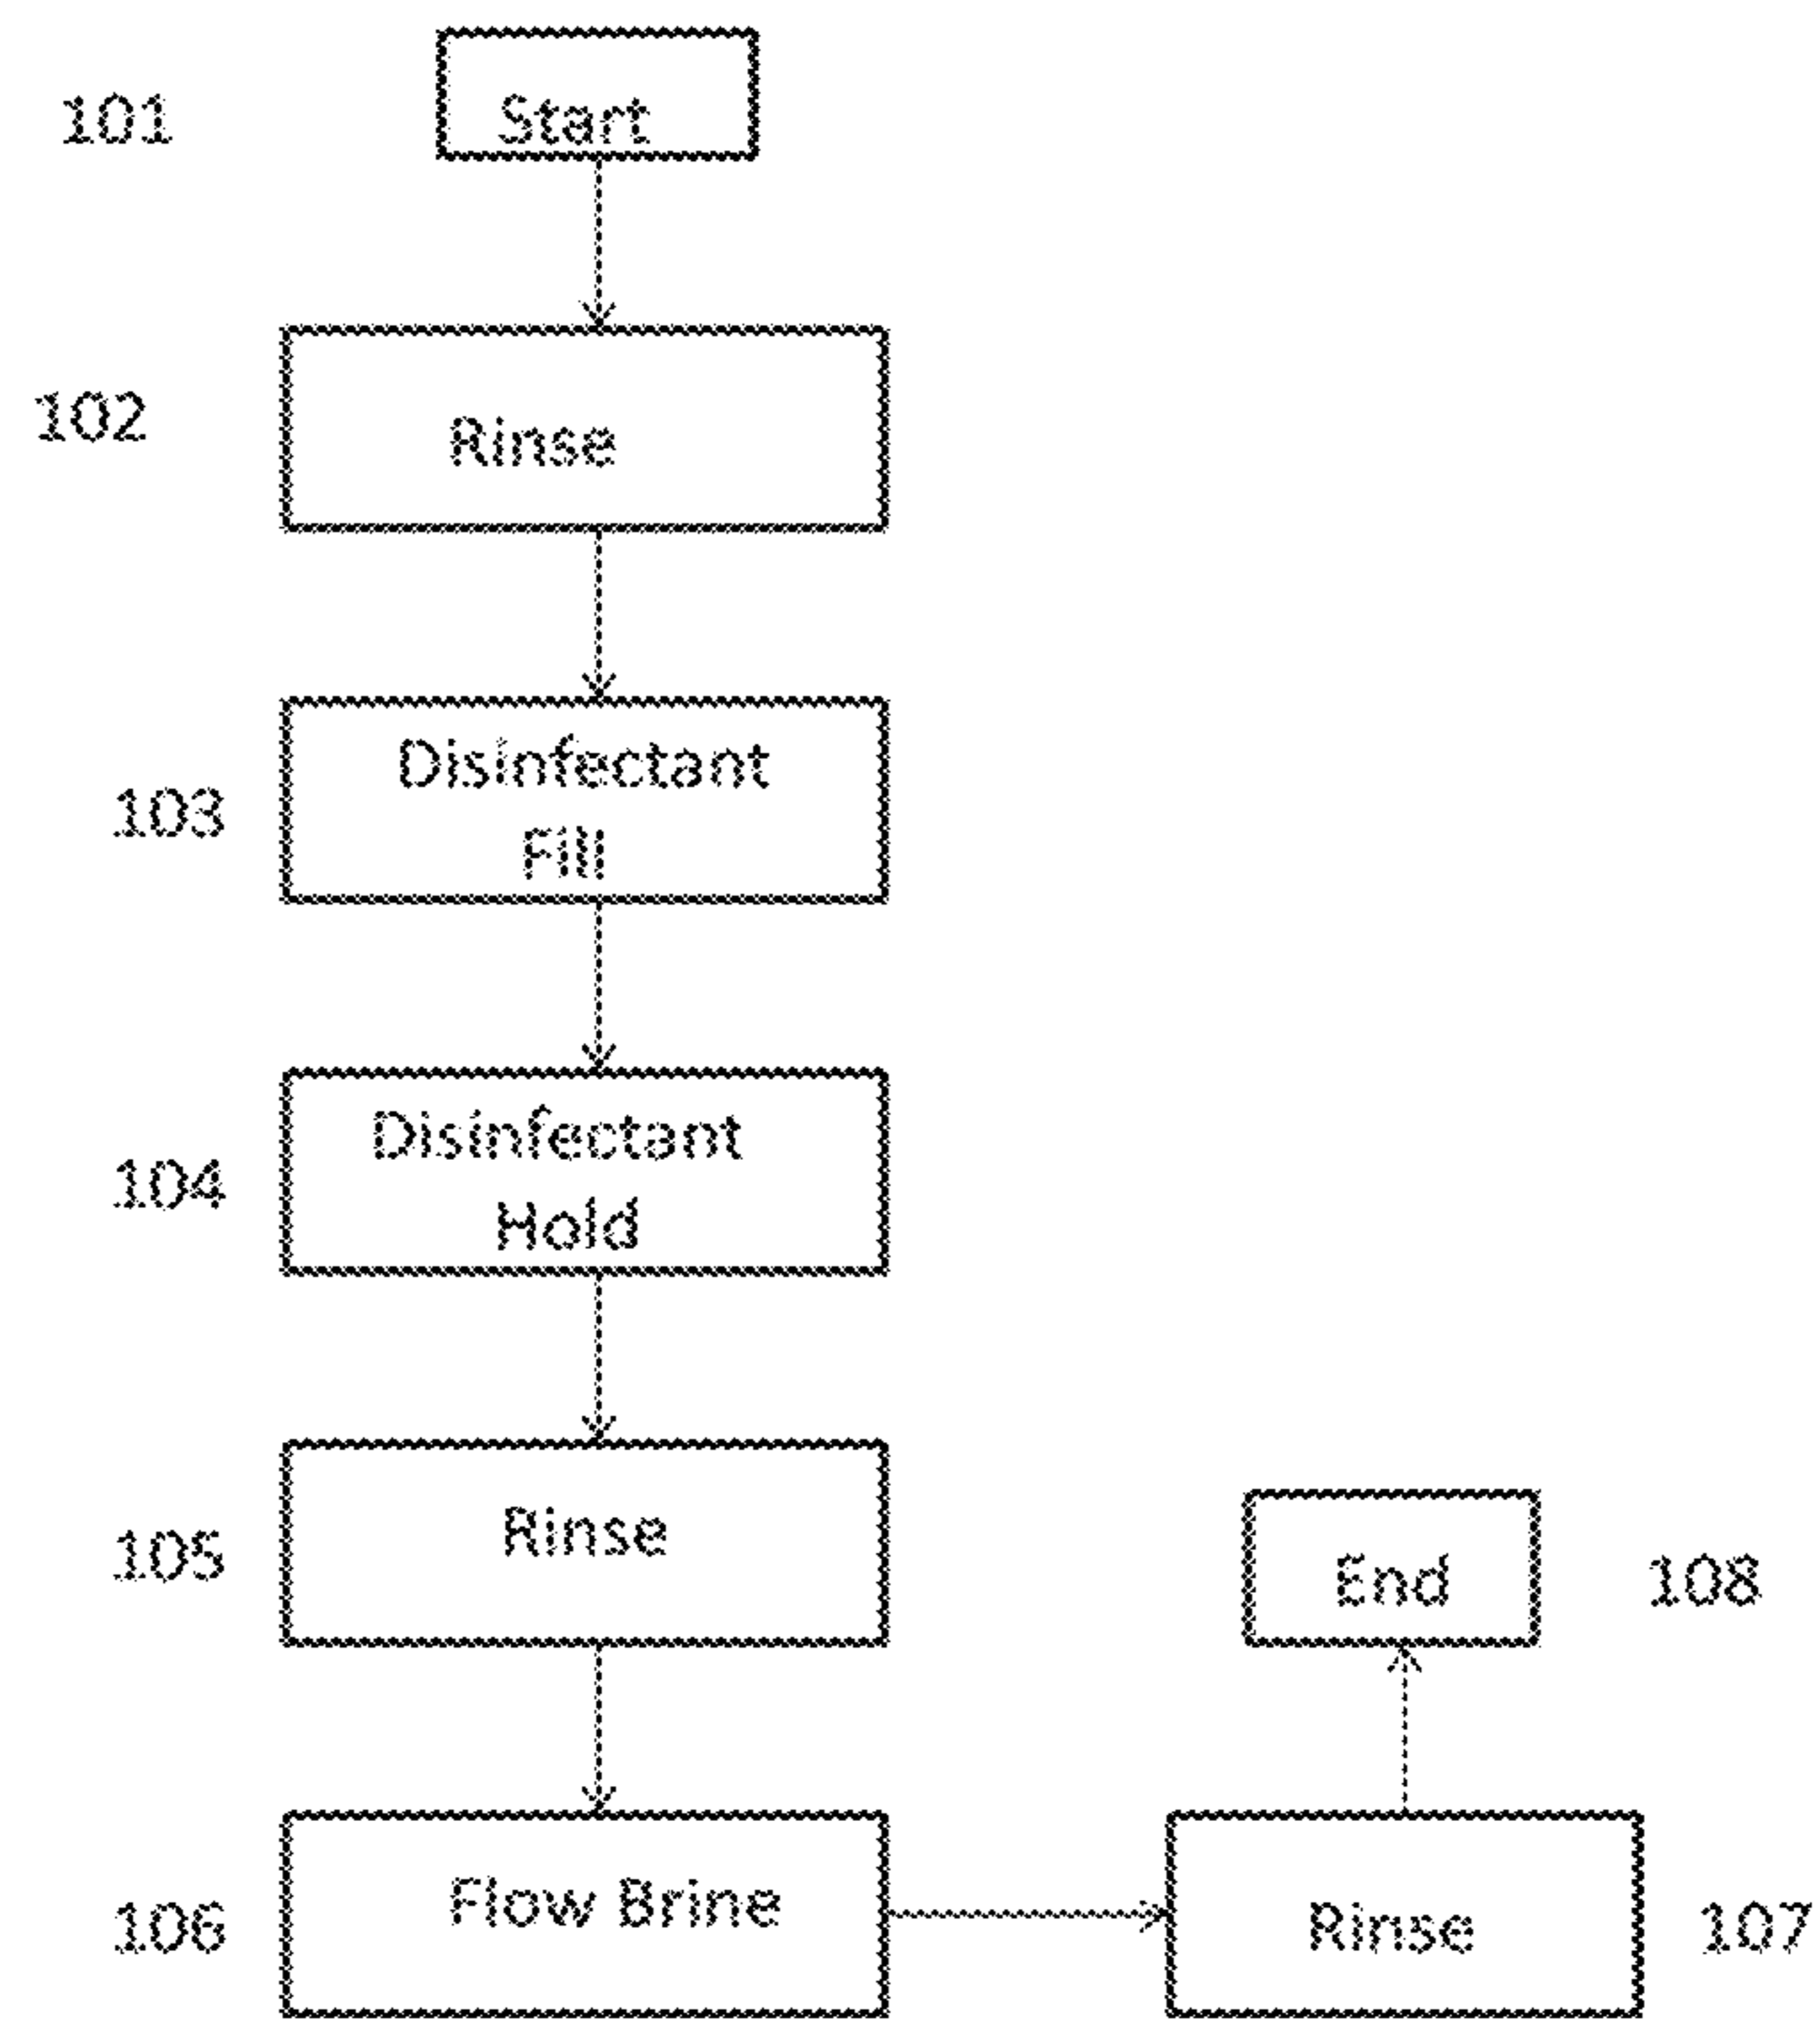 101
Start
102
Rinse
103
Disinfectant
Fill
104
Disinfectant
Hold
105
Rinse
End
108
106
Flow Brine
Rinse
107